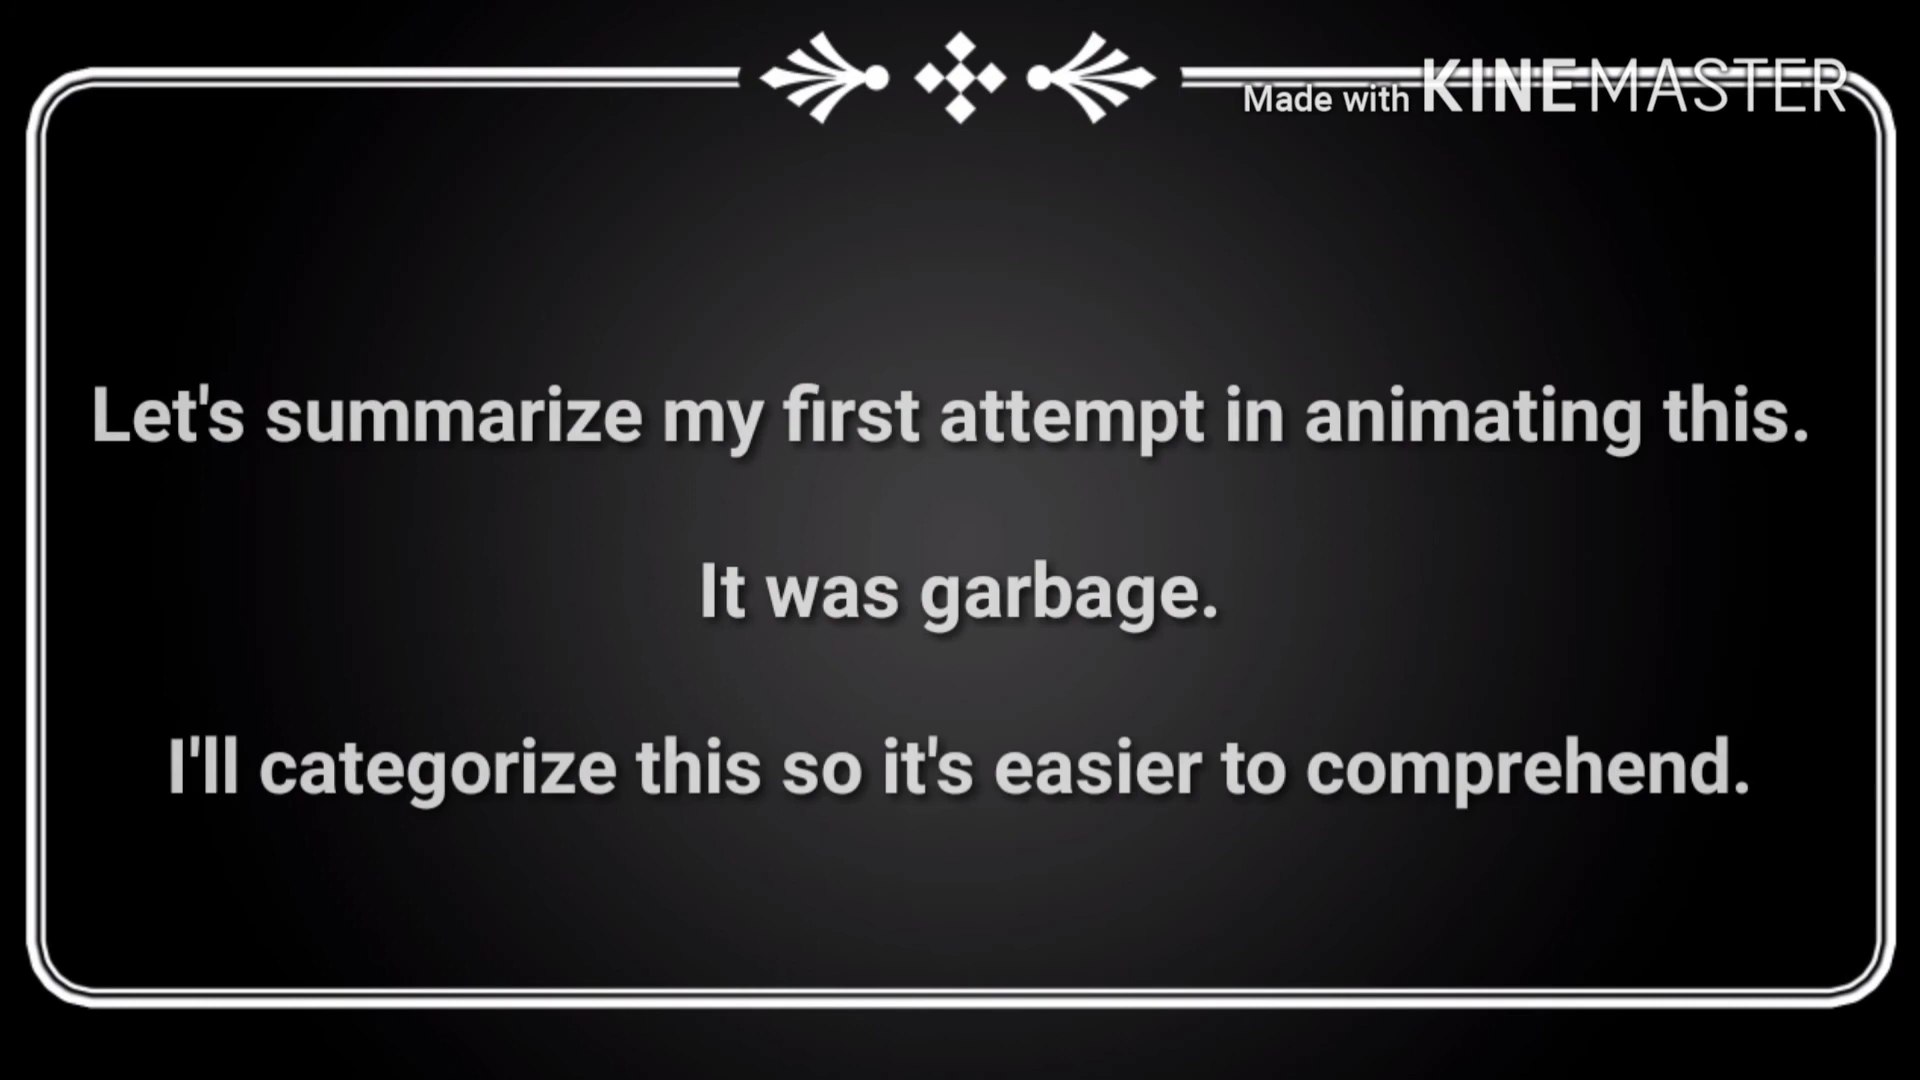 Made with KINEMASTER
Let's summarize my first attempt in animating this.
It was garbage.
I'll categorize this so it's easier to comprehend.